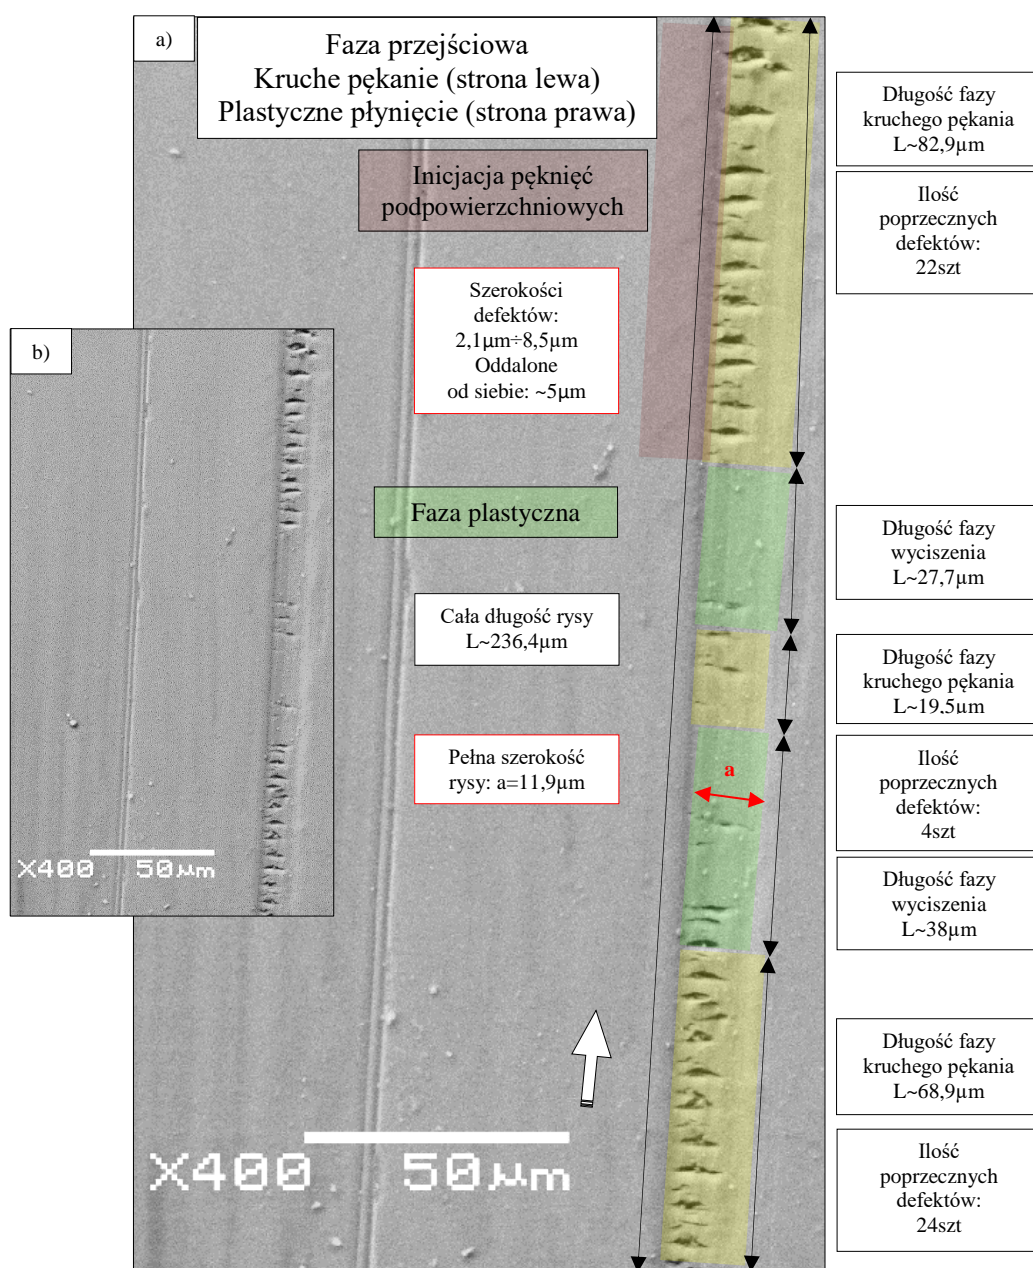 a)
Faza przejściowa
Kruche pękanie (strona lewa)
Plastyczne płynięcie (strona prawa)
Inicjacja pęknięć
podpowierzchniowych
Szerokości
defektów:
2,1µm÷8,5µm
Oddalone
od siebie: ~5µm
b)
Faza plastyczna
Cała długość rysy
L~236,4µm
Pełna szerokość
rysy: a=11,9µm
a
X400 50µm
X400 50µm
Długość fazy
kruchego pękania
L~82,9µm
Ilość
poprzecznych
defektów:
22szt
Długość fazy
wyciszenia
L~27,7µm
Długość fazy
kruchego pękania
L~19,5µm
Ilość
poprzecznych
defektów:
4szt
Długość fazy
wyciszenia
L~38µm
Długość fazy
kruchego pękania
L~68,9µm
Ilość
poprzecznych
defektów:
24szt